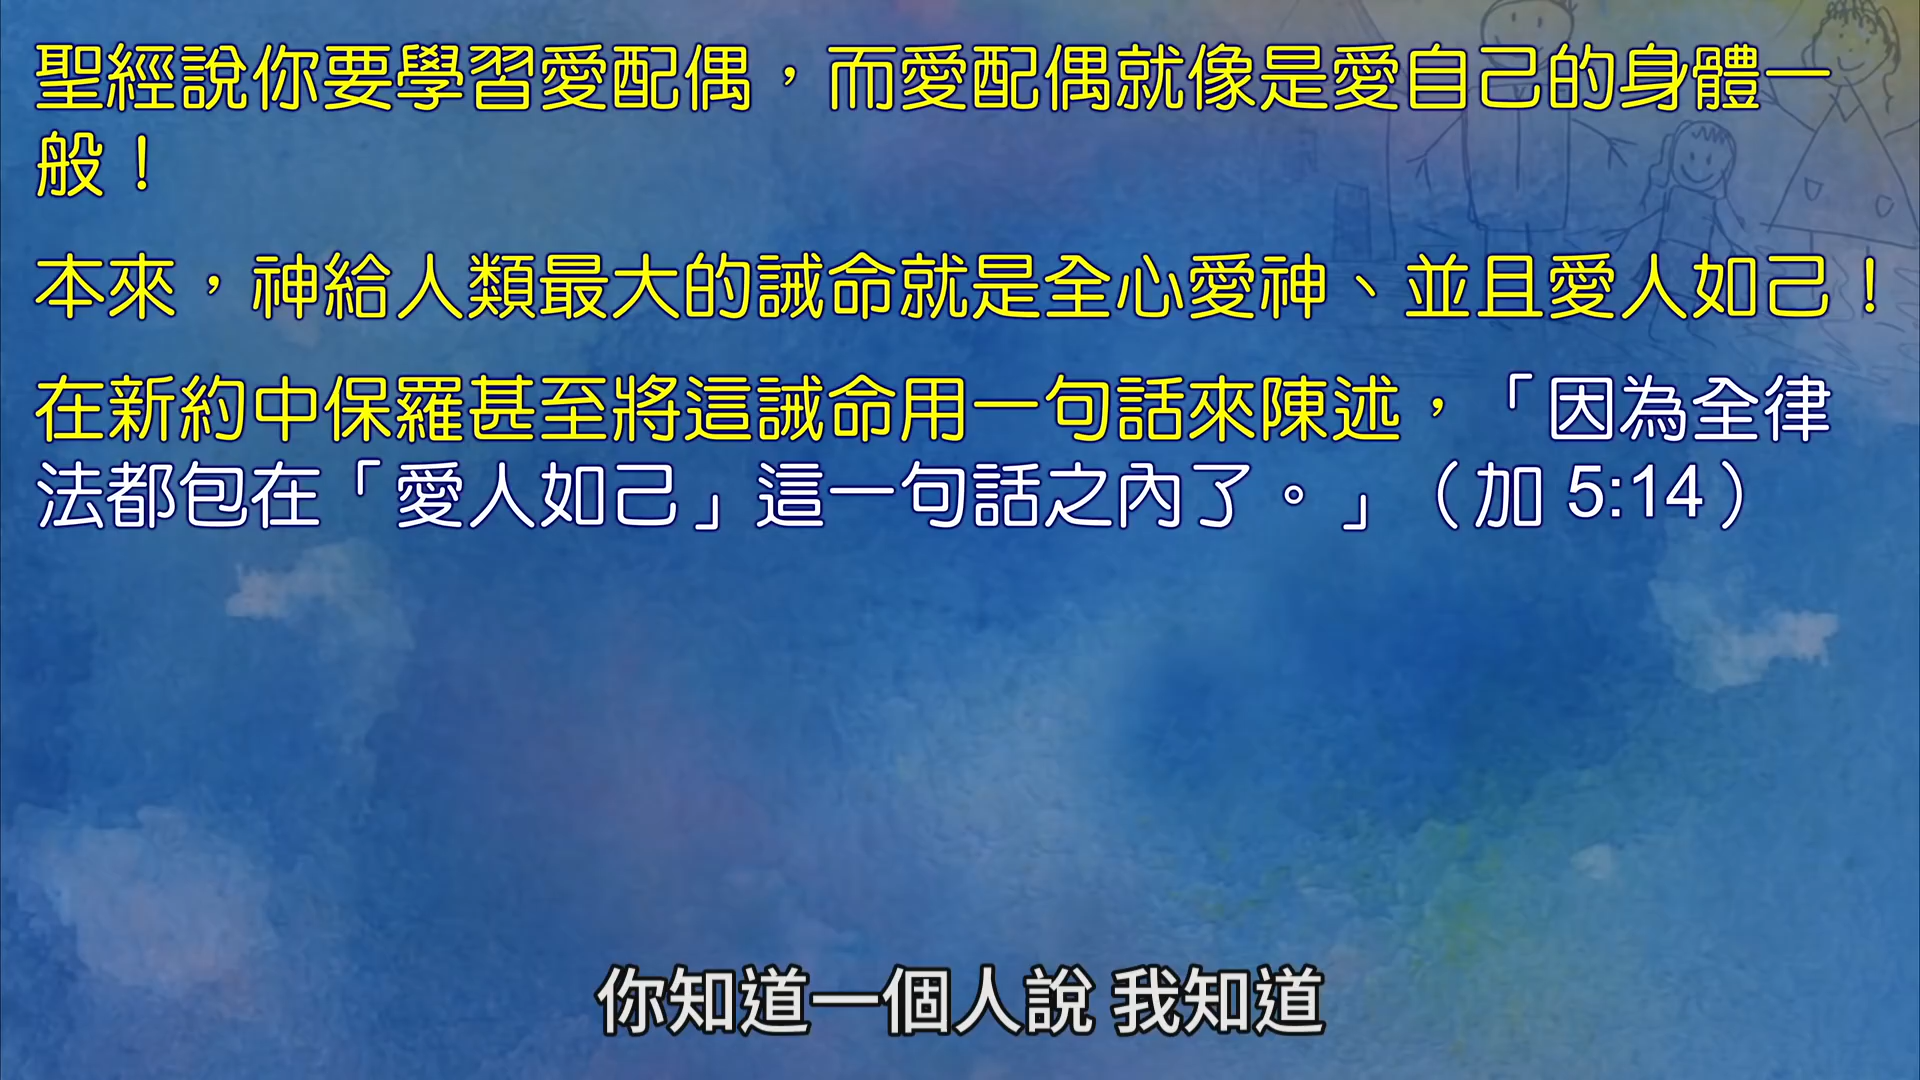 聖經說你要學習愛配偶，而愛配偶就像是愛自己的身體一
般！
本來，神給人類最大的誡命就是全心愛神、並且愛人如己！
在新約中保羅甚至將這誡命用一句話來陳述，「因為全律
法都包在「愛人如己」這一句話之內了。」（加 5:14）
你知道一個人說 我知道